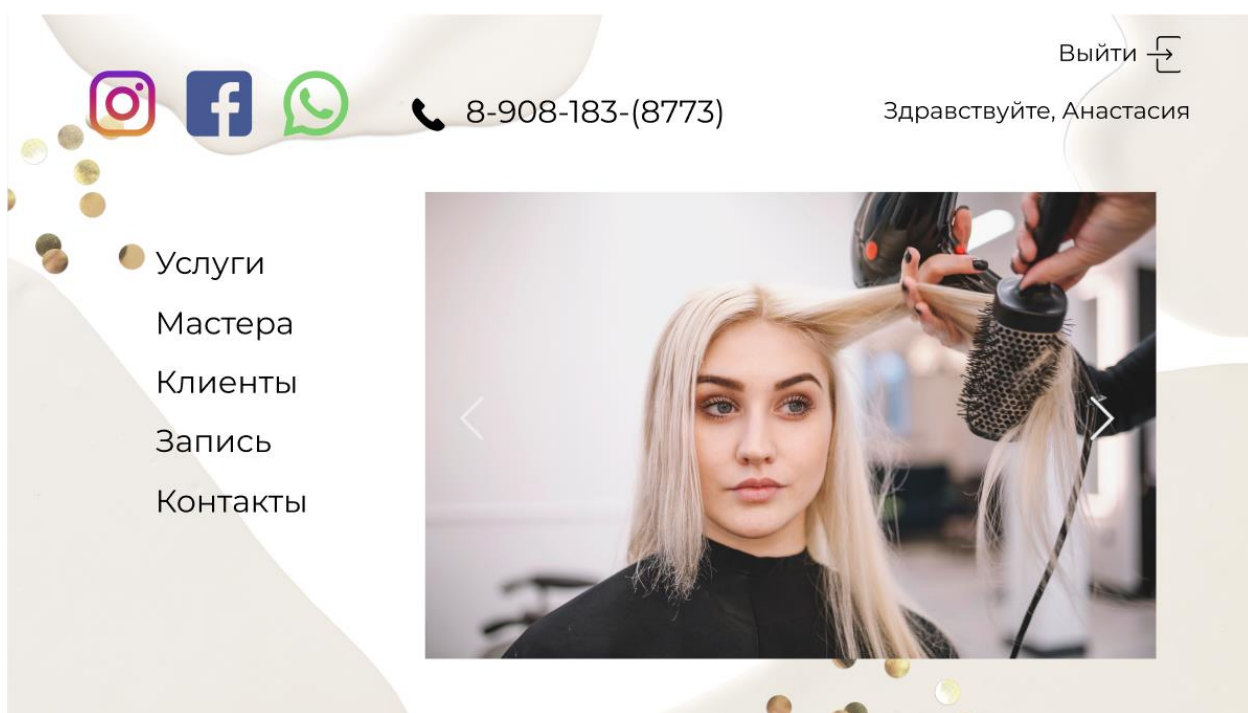 Выйти
8-908-183-(8773)
Здравствуйте, Анастасия
Услуги
Мастера
Клиенты
Запись
Контакты